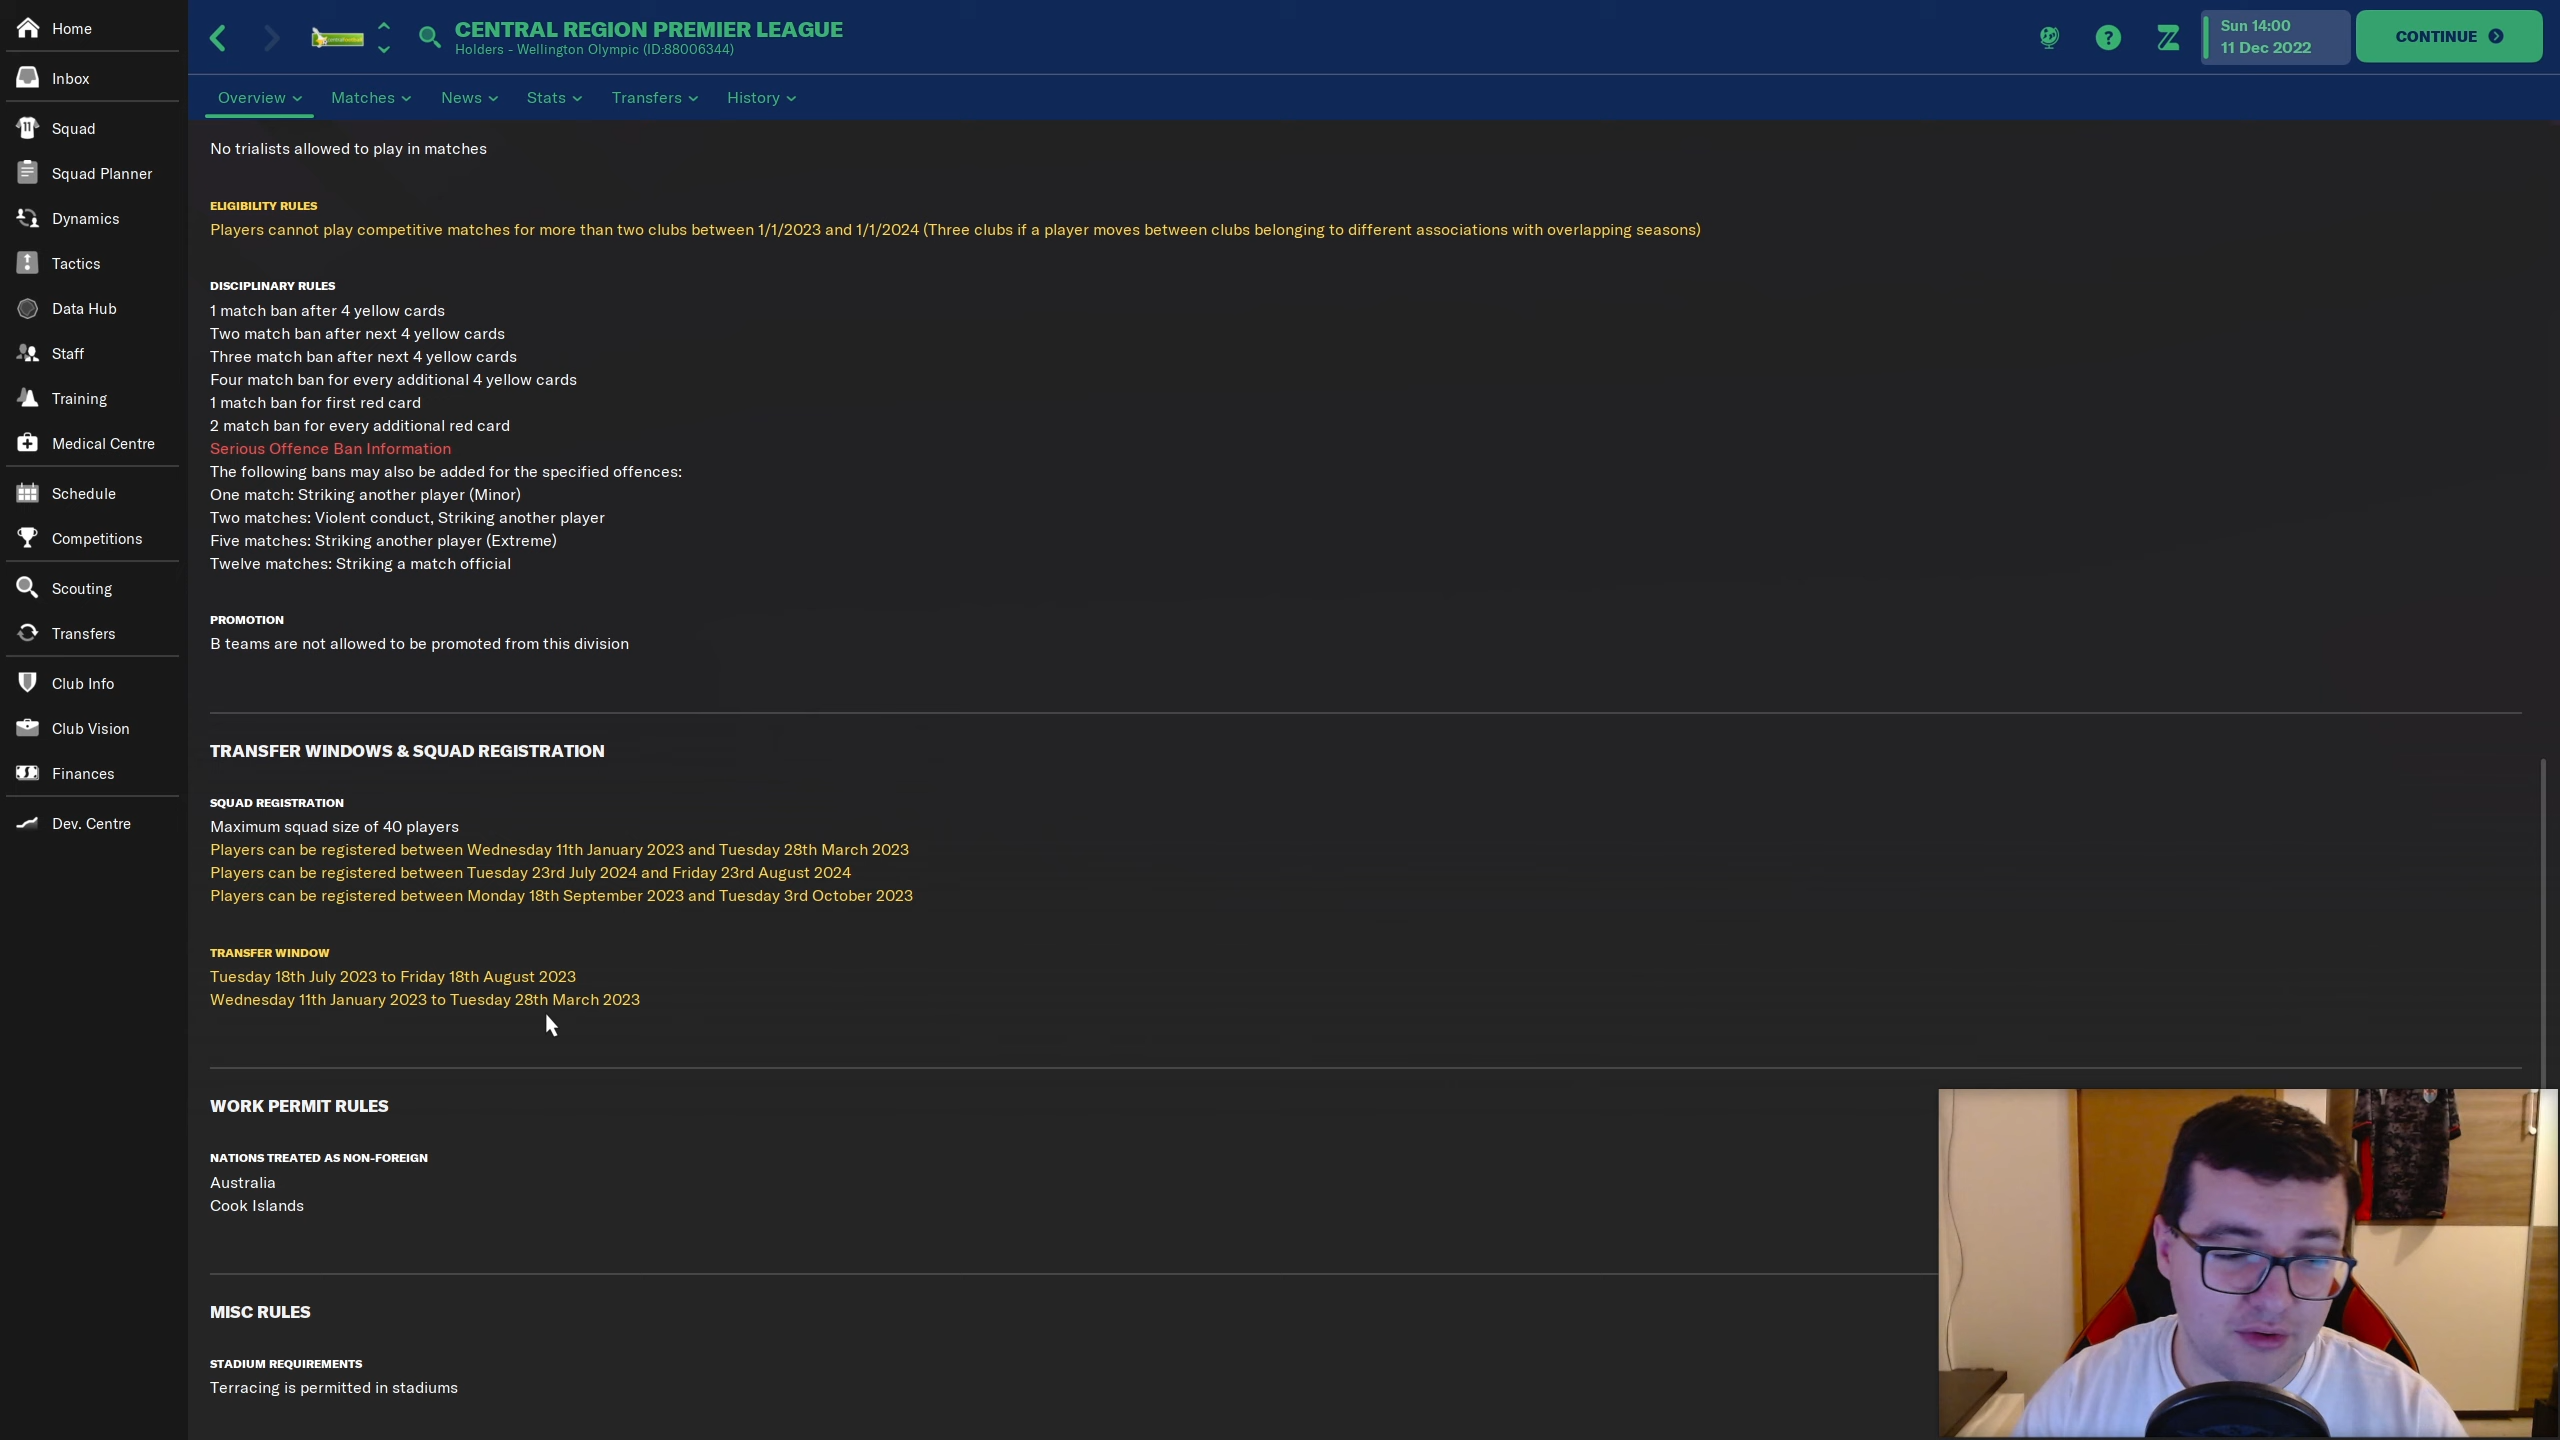 Home
Inbox
Squad
Squad Planner
Dynamics
Tactics
Data Hub
Staff
Training
Medical Centre
Schedule
Competitions
Scouting
Transfers
Club Info
Club Vision
Finances
Dev. Centre
CENTRAL REGION PREMIER LEAGUE
Holders - Wellington Olympic (ID:88006344)
Sun 14:00
11 Dec 2022
CONTINUE
Overview Matches News Stats Transfers History
No trialists allowed to play in matches
ELIGIBILITY RULES
Players cannot play competitive matches for more than two clubs between 1/1/2023 and 1/1/2024 (Three clubs if a player moves between clubs belonging to different associations with overlapping seasons)
DISCIPLINARY RULES
1 match ban after 4 yellow cards
Two match ban after next 4 yellow cards
Three match ban after next 4 yellow cards
Four match ban for every additional 4 yellow cards
1 match ban for first red card
2 match ban for every additional red card
Serious Offence Ban Information
The following bans may also be added for the specified offences:
One match: Striking another player (Minor)
Two matches: Violent conduct, Striking another player
Five matches: Striking another player (Extreme)
Twelve matches: Striking a match official
PROMOTION
B teams are not allowed to be promoted from this division
TRANSFER WINDOWS & SQUAD REGISTRATION
SQUAD REGISTRATION
Maximum squad size of 40 players
Players can be registered between Wednesday 11th January 2023 and Tuesday 28th March 2023
Players can be registered between Tuesday 23rd July 2024 and Friday 23rd August 2024
Players can be registered between Monday 18th September 2023 and Tuesday 3rd October 2023
TRANSFER WINDOW
Tuesday 18th July 2023 to Friday 18th August 2023
Wednesday 11th January 2023 to Tuesday 28th March 2023
WORK PERMIT RULES
NATIONS TREATED AS NON-FOREIGN
Australia
Cook Islands
MISC RULES
STADIUM REQUIREMENTS
Terracing is permitted in stadiums